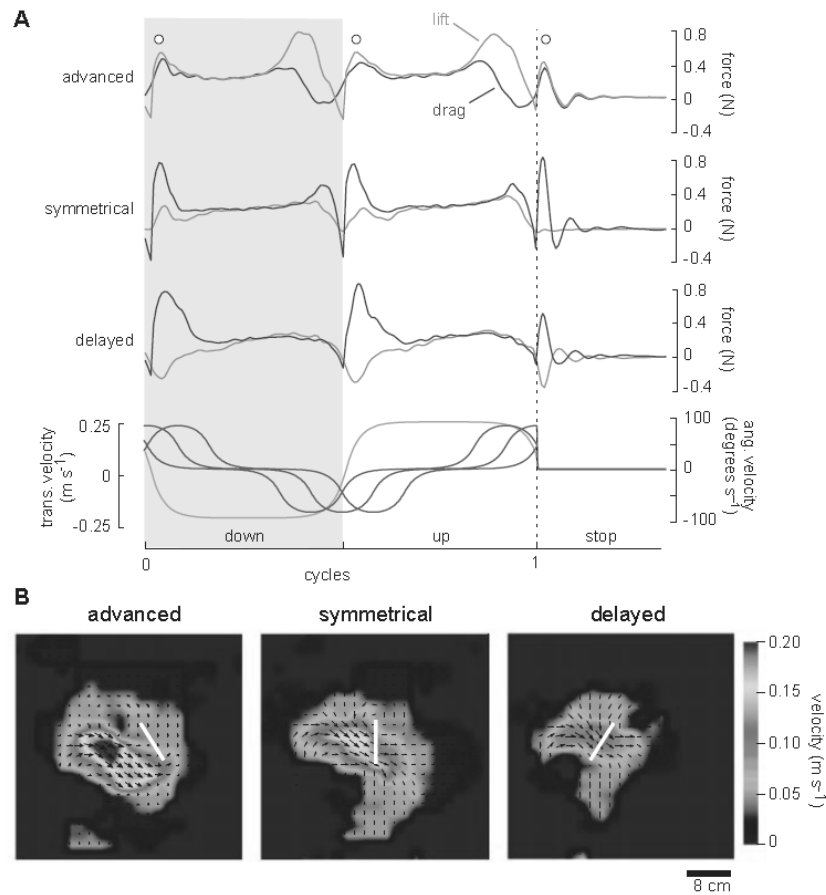 A
advanced
lift
drag
0.8
0.4
0
-0.4
force (N)
symmetrical
0.8
0.4
0
-0.4
force (N)
delayed
0.8
0.4
0
-0.4
force (N)
trans. velocity
(m s-1)
0.25
0
-0.25
100
0
-100
ang. velocity
(degrees s-1)
down
up
stop
0
1
cycles
B
advanced
symmetrical
delayed
0.20
0.15
0.10
0.05
0
velocity (m s-1)
8 cm